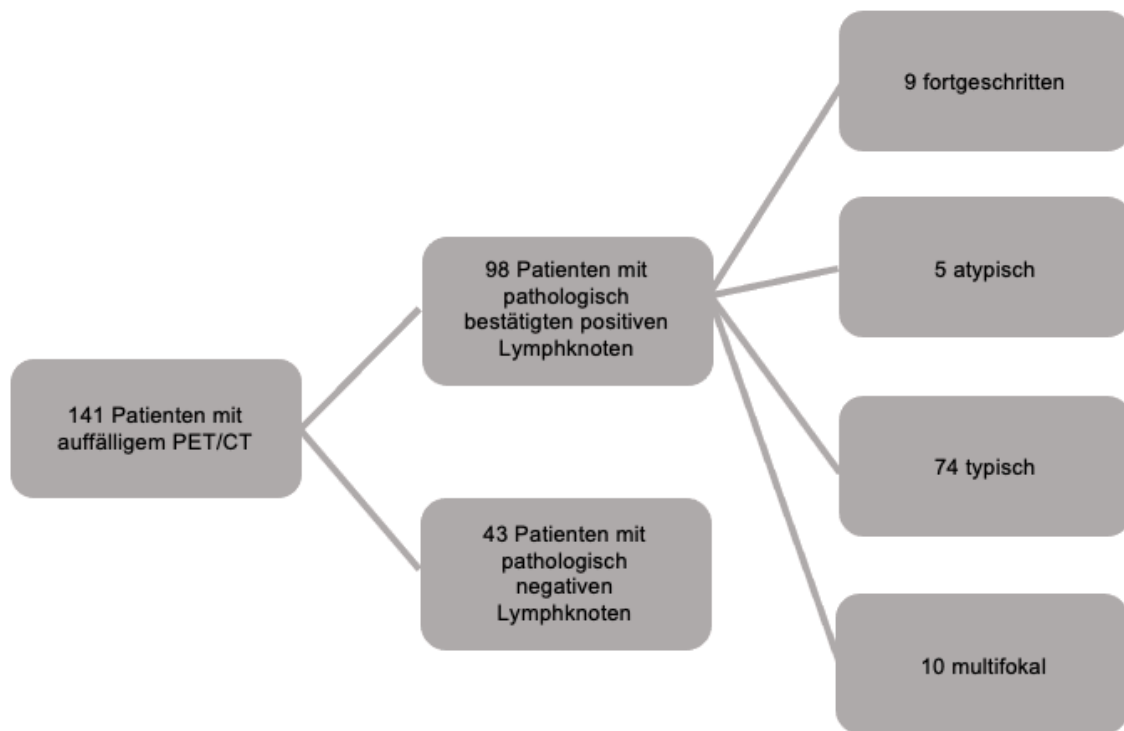 141 Patienten mit
auffälligem PET/CT
98 Patienten mit
pathologisch
bestätigten positiven
Lymphknoten
43 Patienten mit
pathologisch
negativen
Lymphknoten
9 fortgeschritten
5 atypisch
74 typisch
10 multifokal